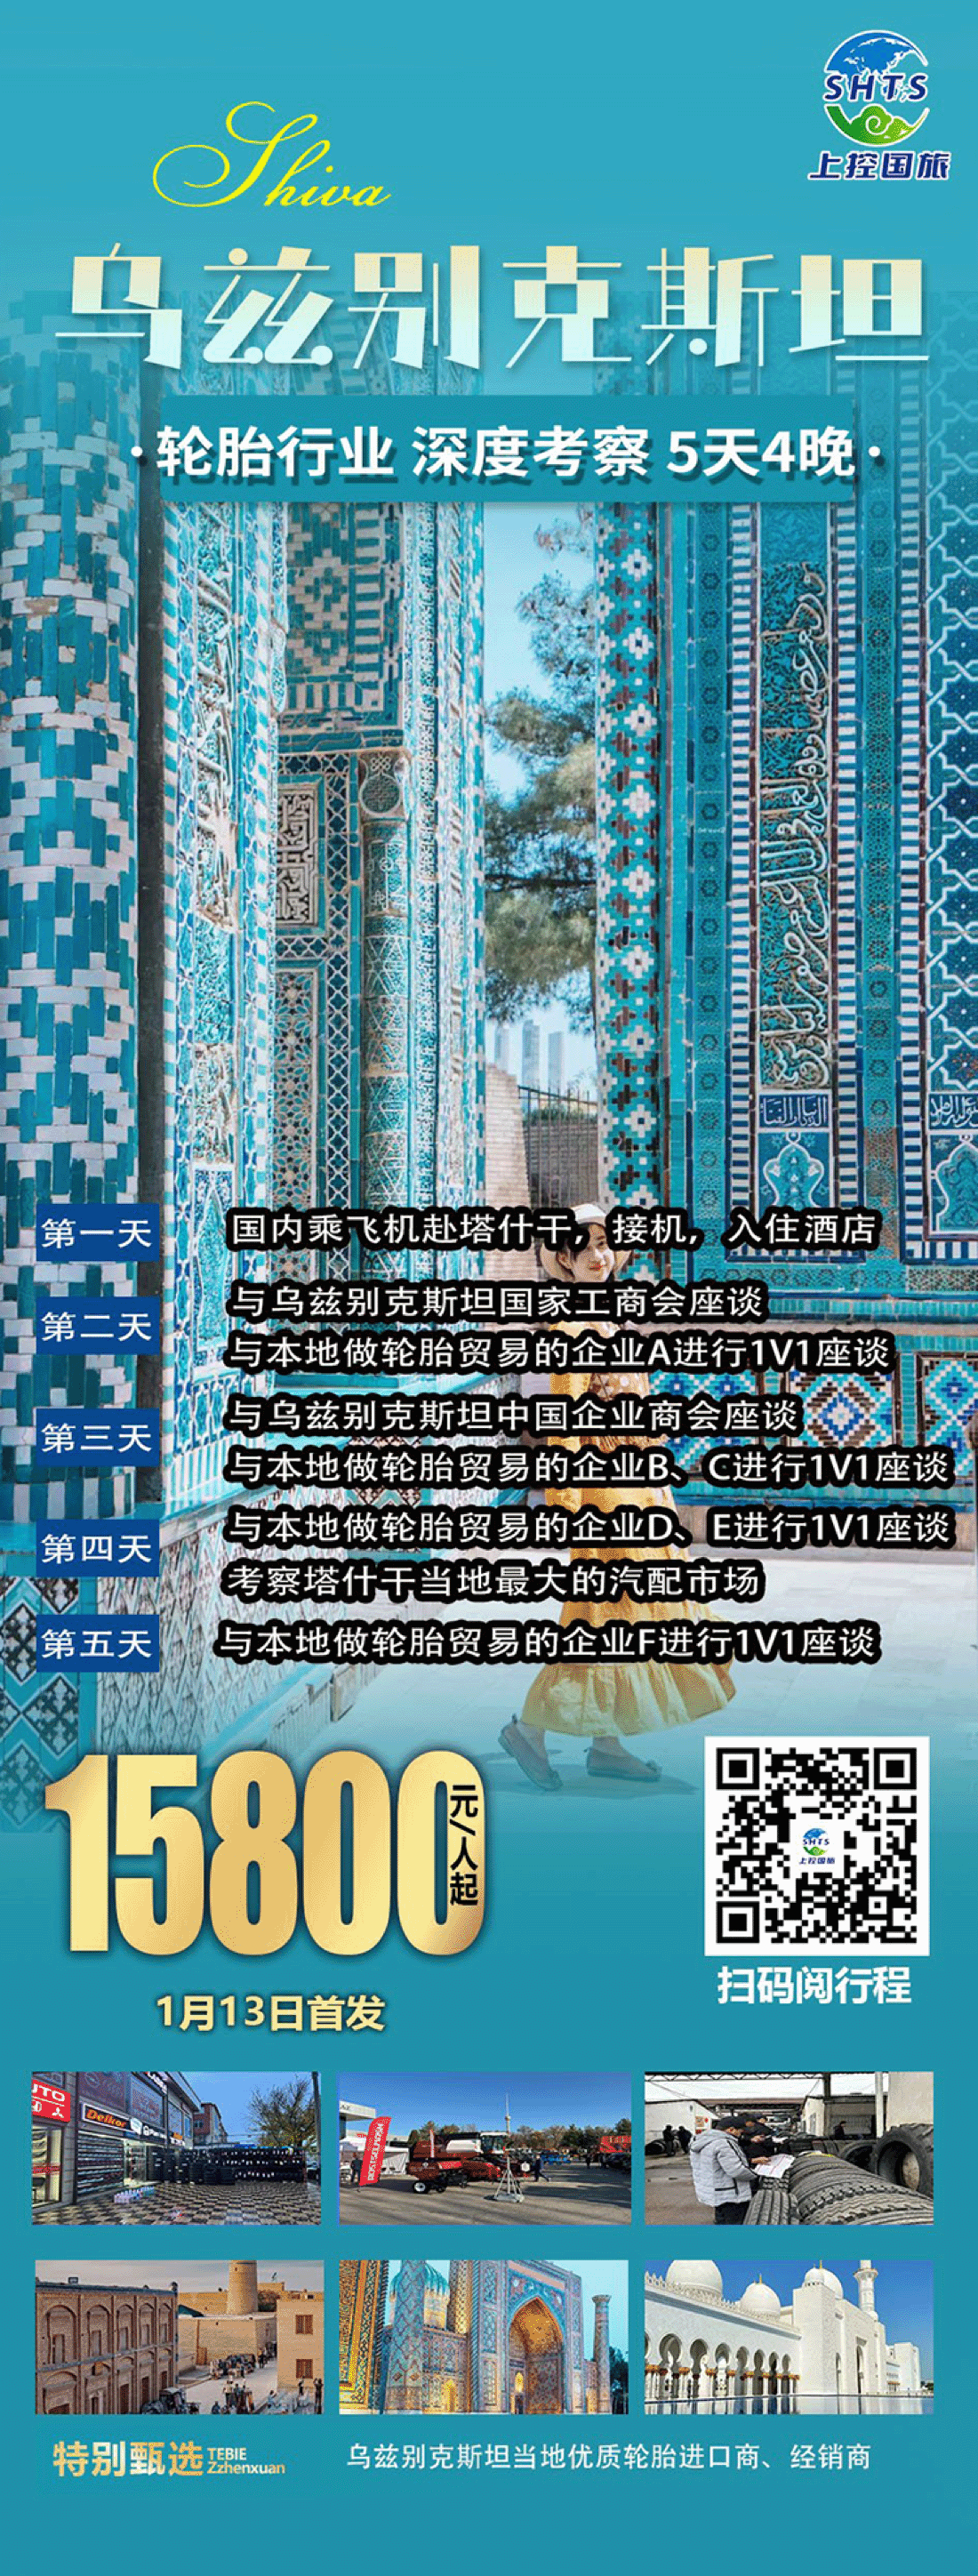 SHTS
上控国旅
Shiva
乌兹别克斯坦
·轮胎行业 深度考察 5天4晚·
第一天
国内乘飞机赴塔什干，接机，入住酒店
第二天
与乌兹别克斯坦国家工商会座谈
与本地做轮胎贸易的企业A进行1V1座谈
第三天
与乌兹别克斯坦中国企业商会座谈
与本地做轮胎贸易的企业B、C进行1V1座谈
第四天
与本地做轮胎贸易的企业D、E进行1V1座谈
考察塔什干当地最大的汽配市场
第五天
与本地做轮胎贸易的企业F进行1V1座谈
15800元/人起
SHTS
上控国旅
扫码阅行程
1月13日首发
UTO
Delkor
ROSTSELMASH
特别甄选
TEBIE
Zzhenxuan
乌兹别克斯坦当地优质轮胎进口商、经销商